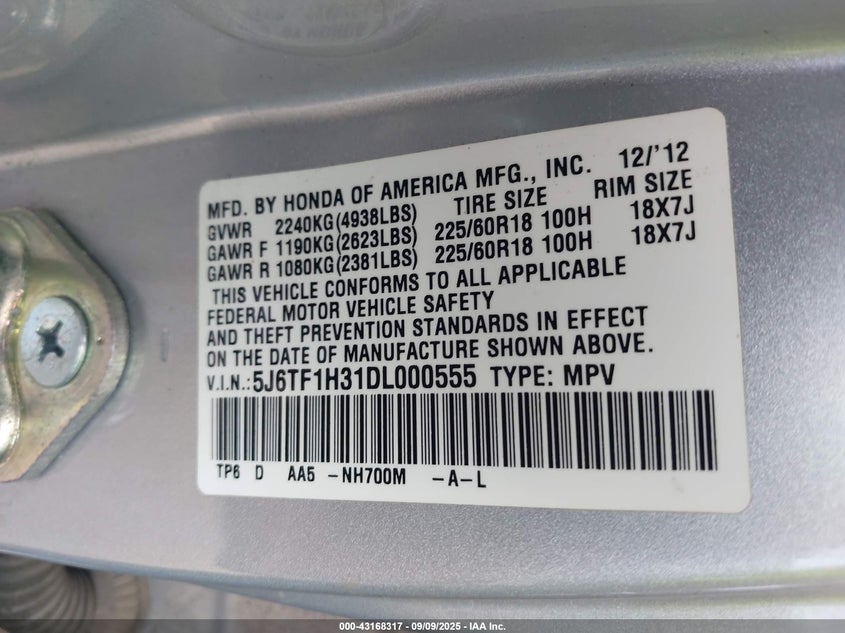 MFD. BY HONDA OF AMERICA MFG., INC. 12/'12
GVWR 2240KG(4938LBS) TIRE SIZE RIM SIZE
GAWR F 1190KG(2623LBS) 225/60R18 100H 18X7J
GAWR R 1080KG(2381LBS) 225/60R18 100H 18X7J
THIS VEHICLE CONFORMS TO ALL APPLICABLE
FEDERAL MOTOR VEHICLE SAFETY
AND THEFT PREVENTION STANDARDS IN EFFECT
ON THE DATE OF MANUFACTURE SHOWN ABOVE.
V.I.N.:5J6TF1H31DL000555 TYPE: MPV
TP6 D AA5 -NH700M -A-L
000-43168317 - 09/09/2025 - IAA Inc.